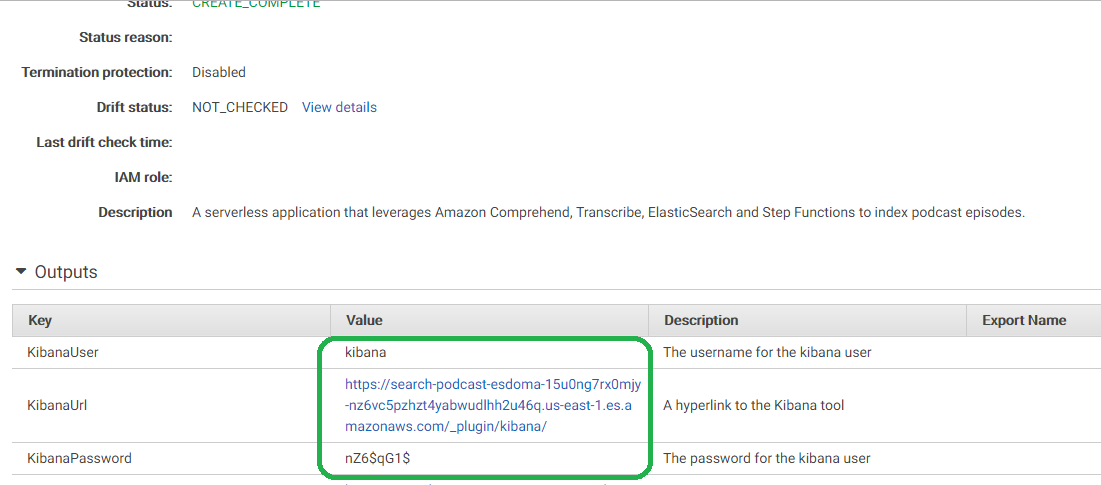 Status: CREATE_COMPLETE
Status reason:
Termination protection: Disabled
Drift status: NOT_CHECKED View details
Last drift check time:
IAM role:
Description A serverless application that leverages Amazon Comprehend, Transcribe, ElasticSearch and Step Functions to index podcast episodes.
Outputs
Key Value Description Export Name
KibanaUser kibana The username for the kibana user
https://search-podcast-esdoma-15u0ng7rx0mjy
KibanaUrl -nz6vc5pzhzt4yabwudlhh2u46q.us-east-1.es.a A hyperlink to the Kibana tool
mazonaws.com/_plugin/kibana/
KibanaPassword nZ6$qG1$ The password for the kibana user